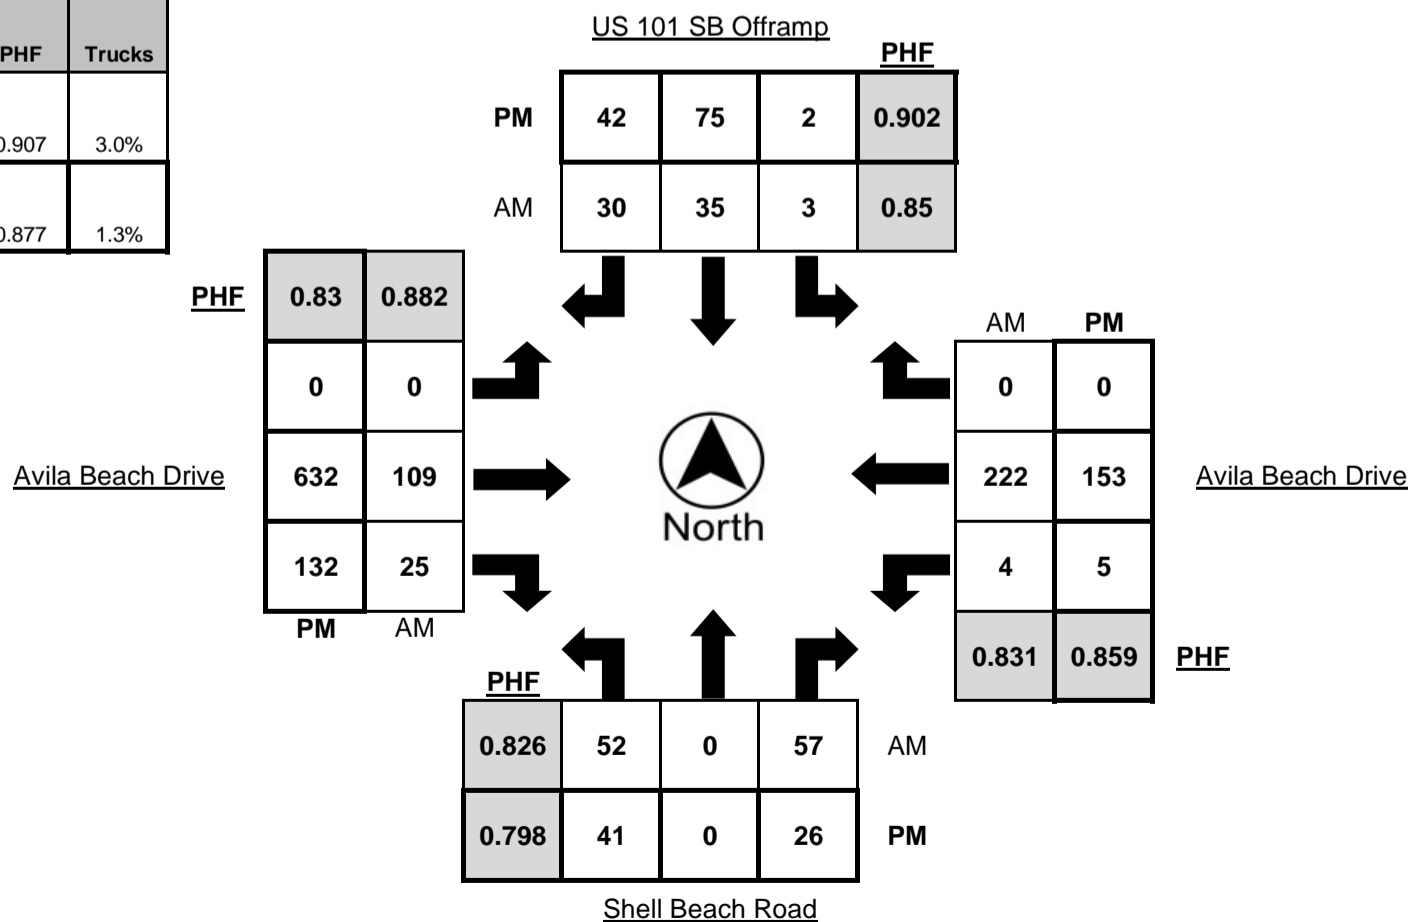 US 101 SB Offramp
PHF Trucks
PHF
PM 42 75 2 0.902
0.907 3.0%
AM 30 35 3 0.85
0.877 1.3%
PHF 0.83 0.882
AM PM
0 0
0 0
Avila Beach Drive 632 109
North
222 153 Avila Beach Drive
132 25
4 5
PM AM
0.831 0.859 PHF
PHF
0.826 52 0 57 AM
0.798 41 0 26 PM
Shell Beach Road